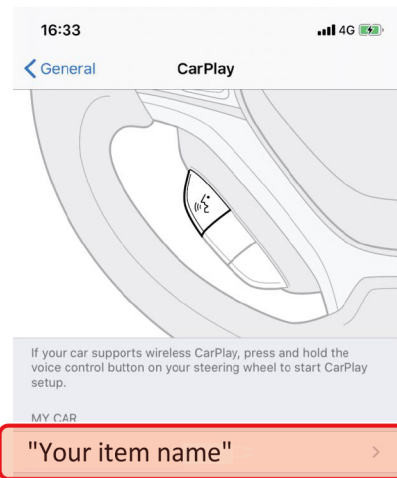 16:33
4G
General
CarPlay
If your car supports wireless CarPlay, press and hold the
voice control button on your steering wheel to start CarPlay
setup.
MY CAR
"Your item name"